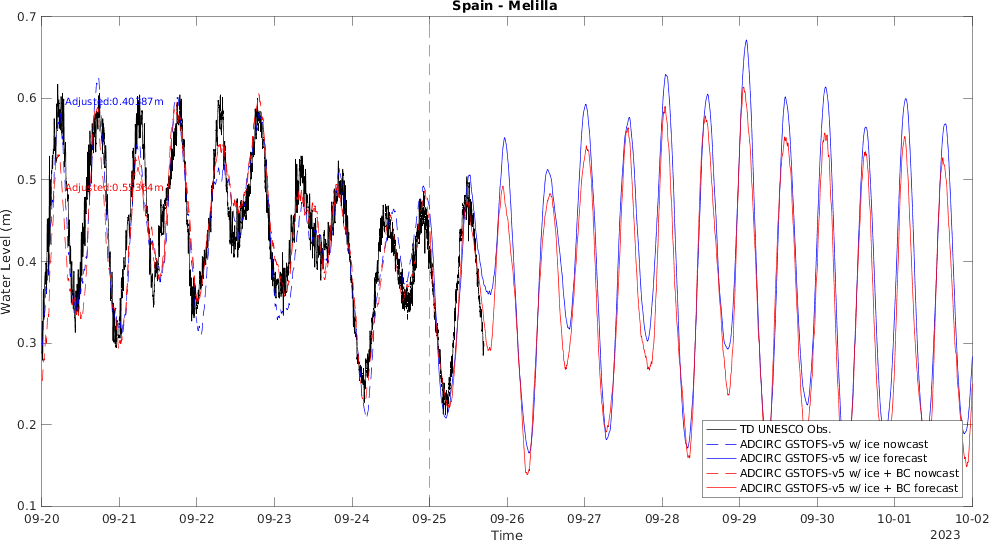 Spain - Melilla
Water Level (m)
0.7
0.6
0.5
0.4
0.3
0.2
0.1
Adjusted:0.40387m
TD UNESCO Obs.
ADCIRC GSTOFS-v5 w/ ice nowcast
ADCIRC GSTOFS-v5 w/ ice forecast
ADCIRC GSTOFS-v5 w/ ice + BC nowcast
ADCIRC GSTOFS-v5 w/ ice + BC forecast
09-20
09-21
09-22
09-23
09-24
09-25
09-26
09-27
09-28
09-29
09-30
10-01
10-02
Time
2023